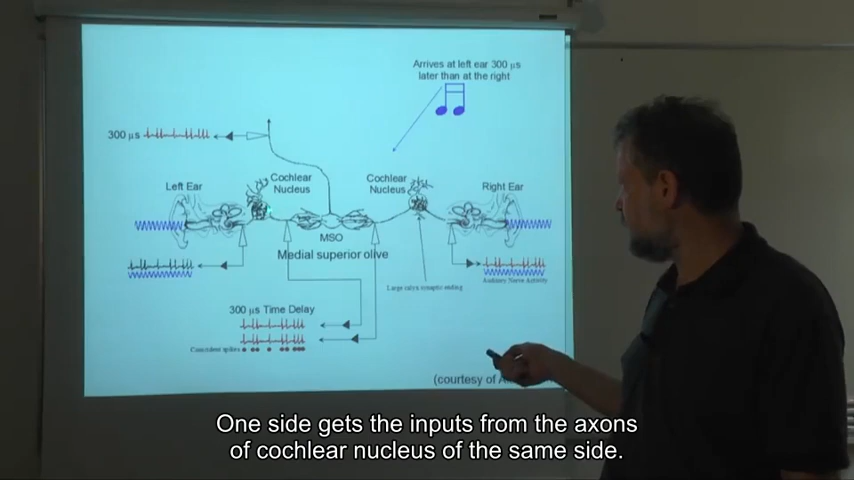 Arrives at left ear 300 µs
later than at the right
300 µs
Cochlear
Nucleus
Cochlear
Nucleus
Left Ear
Right Ear
MSO
Medial superior olive
Large calyx synaptic ending
Auditory Nerve Activity
300 µs Time Delay
Coincident spikes
(courtesy of
One side gets the inputs from the axons
of cochlear nucleus of the same side.